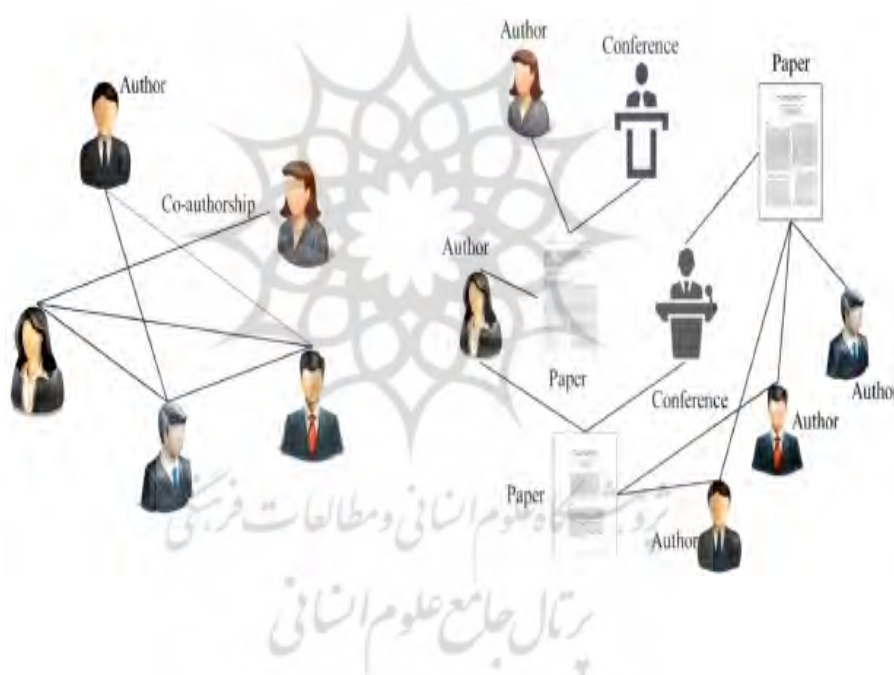 Author
Co-authorship
Author
Conference
Paper
Author
Paper
Conference
Author
Author
Paper
Author
پژوهشگاه علوم انسانی و مطالعات فرهنگی
پرتال جامع علوم انسانی